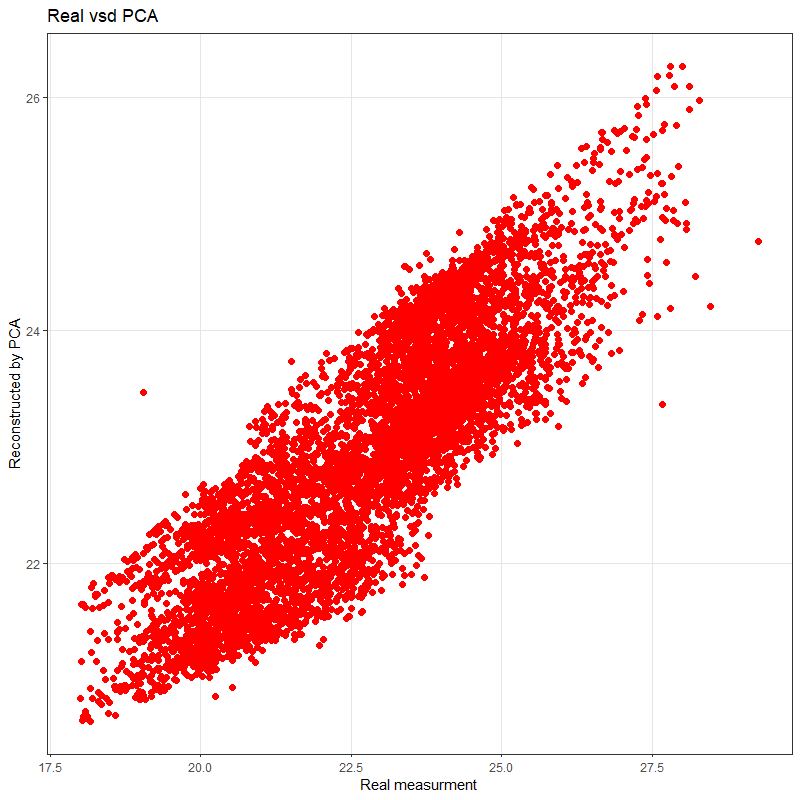 Real vsd PCA
Reconstructed by PCA
26
24
22
17.5 20.0 22.5 25.0 27.5
Real measurment